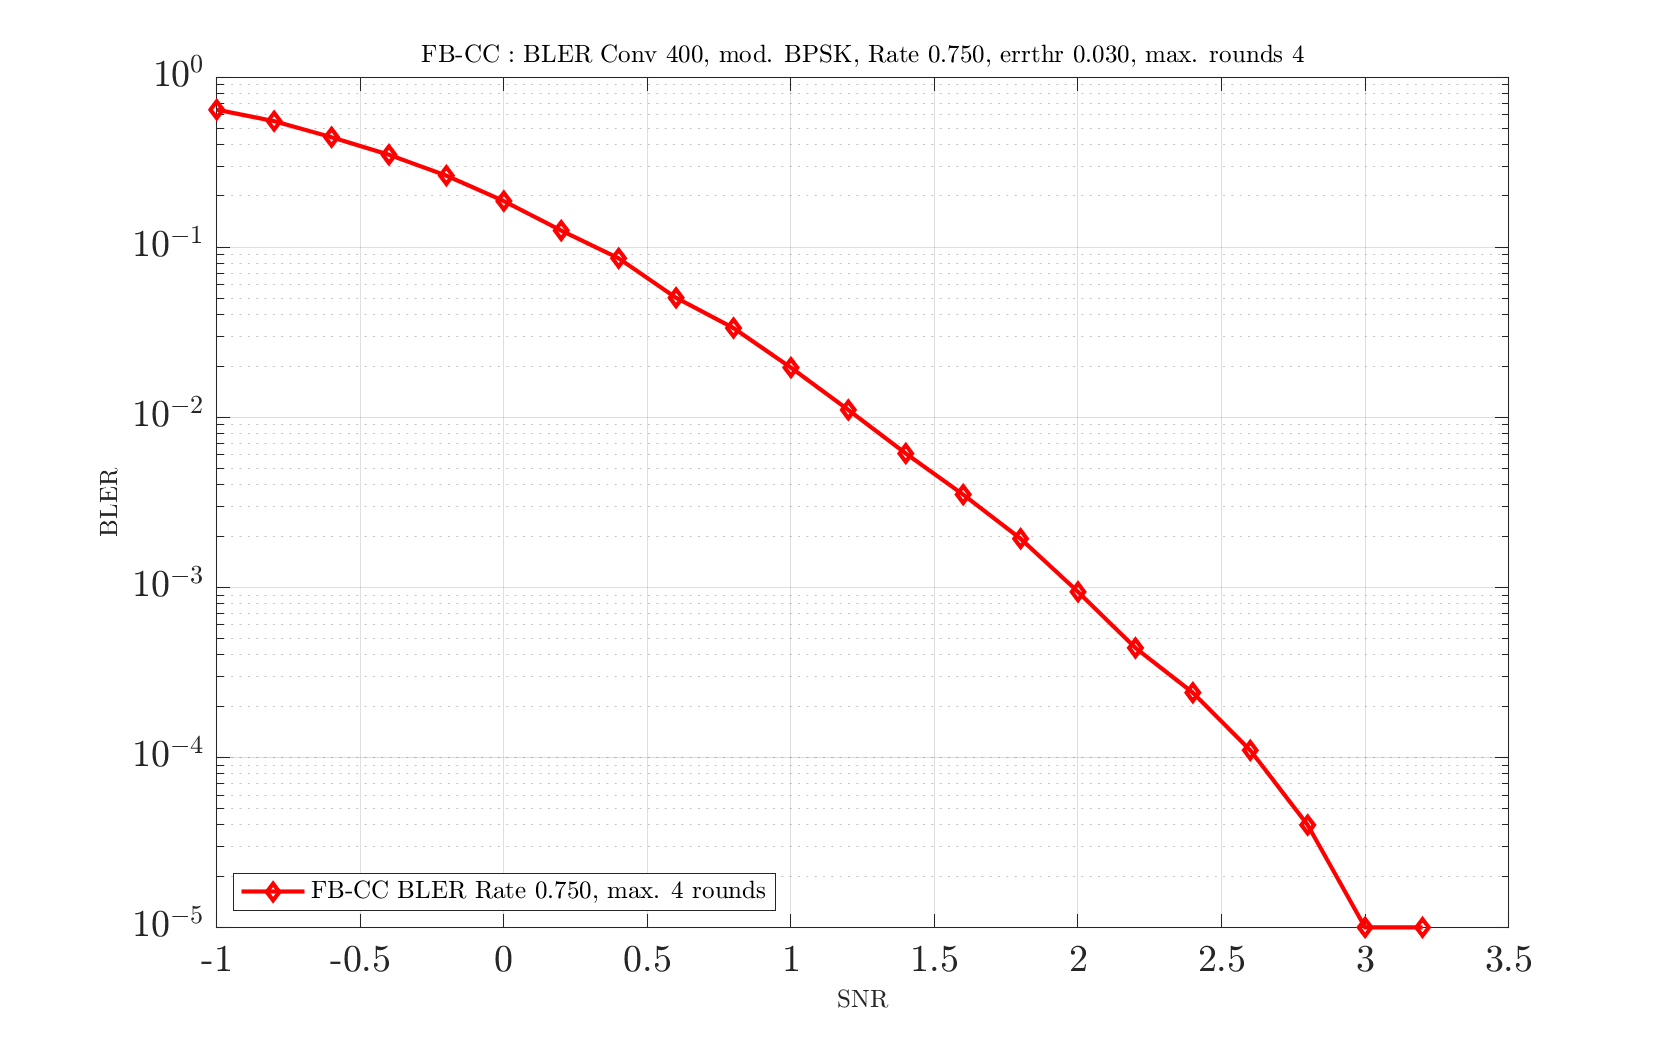 FB-CC : BLER Conv 400, mod. BPSK, Rate 0.750, errthr 0.030, max. rounds 4
10^0
10^-1
10^-2
10^-3
10^-4
10^-5
BLER
FB-CC BLER Rate 0.750, max. 4 rounds
-1 -0.5 0 0.5 1 1.5 2 2.5 3 3.5
SNR